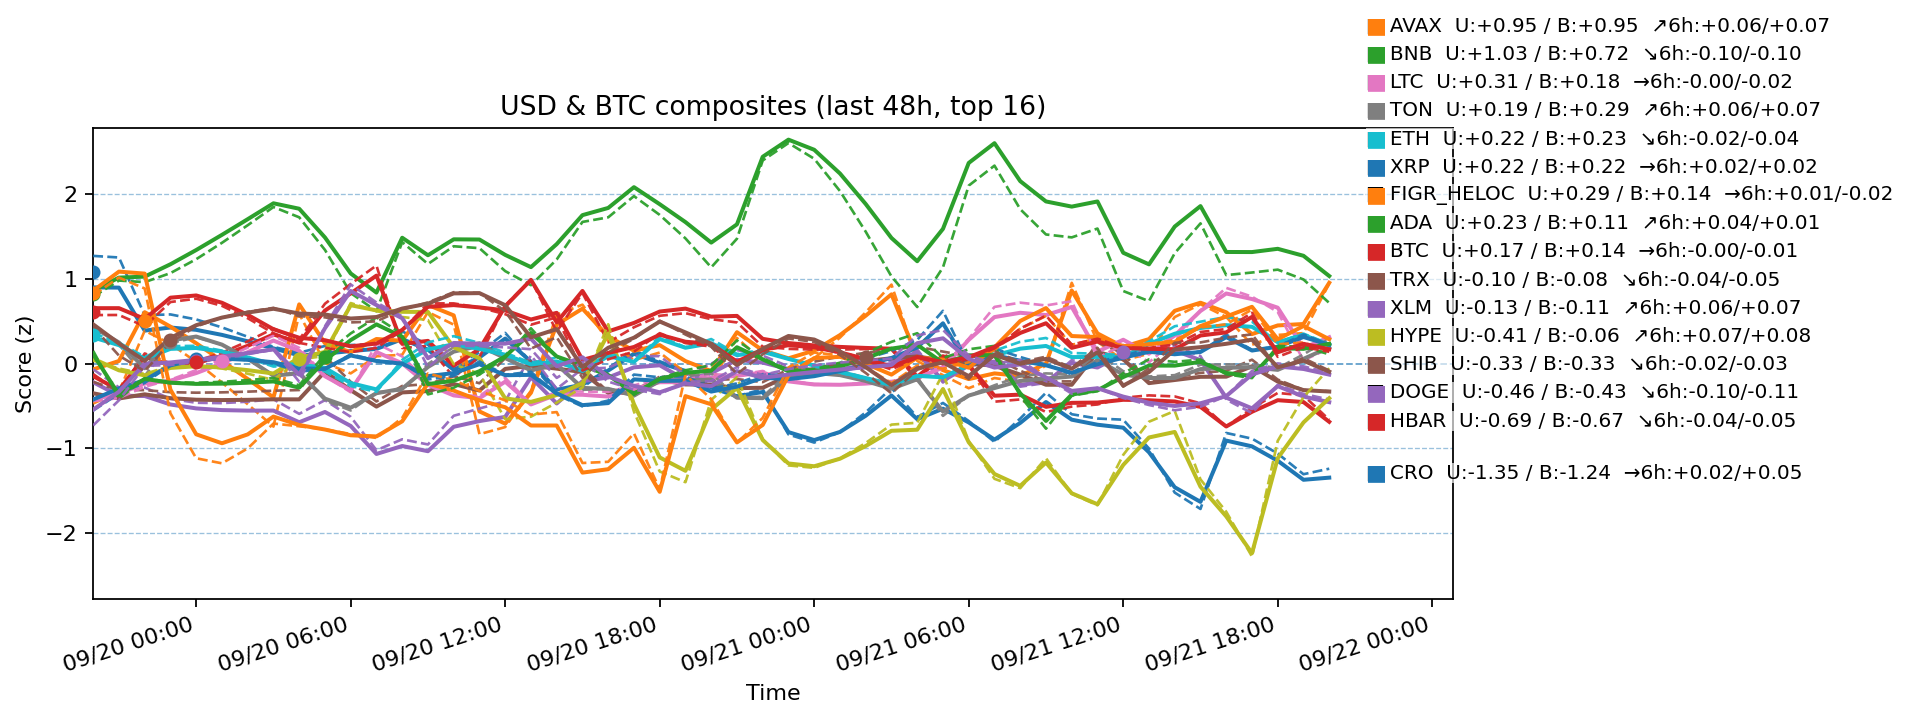 AVAX  U:+0.95 / B:+0.95  ↗6h:+0.06/+0.07
BNB  U:+1.03 / B:+0.72  ↘6h:-0.10/-0.10
LTC  U:+0.31 / B:+0.18  →6h:-0.00/-0.02
TON  U:+0.19 / B:+0.29  ↗6h:+0.06/+0.07
ETH  U:+0.22 / B:+0.23  ↘6h:-0.02/-0.04
XRP  U:+0.22 / B:+0.22  →6h:+0.02/+0.02
FIGR_HELOC  U:+0.29 / B:+0.14  →6h:+0.01/-0.02
ADA  U:+0.23 / B:+0.11  ↗6h:+0.04/+0.01
BTC  U:+0.17 / B:+0.14  →6h:-0.00/-0.01
TRX  U:-0.10 / B:-0.08  ↘6h:-0.04/-0.05
XLM  U:-0.13 / B:-0.11  ↗6h:+0.06/+0.07
HYPE  U:-0.41 / B:-0.06  ↗6h:+0.07/+0.08
SHIB  U:-0.33 / B:-0.33  ↘6h:-0.02/-0.03
DOGE  U:-0.46 / B:-0.43  ↘6h:-0.10/-0.11
HBAR  U:-0.69 / B:-0.67  ↘6h:-0.04/-0.05
CRO  U:-1.35 / B:-1.24  →6h:+0.02/+0.05
USD & BTC composites (last 48h, top 16)
Score (z)
2
1
0
−1
−2
09/20 00:00
09/20 06:00
09/20 12:00
09/20 18:00
09/21 00:00
09/21 06:00
09/21 12:00
09/21 18:00
09/22 00:00
Time